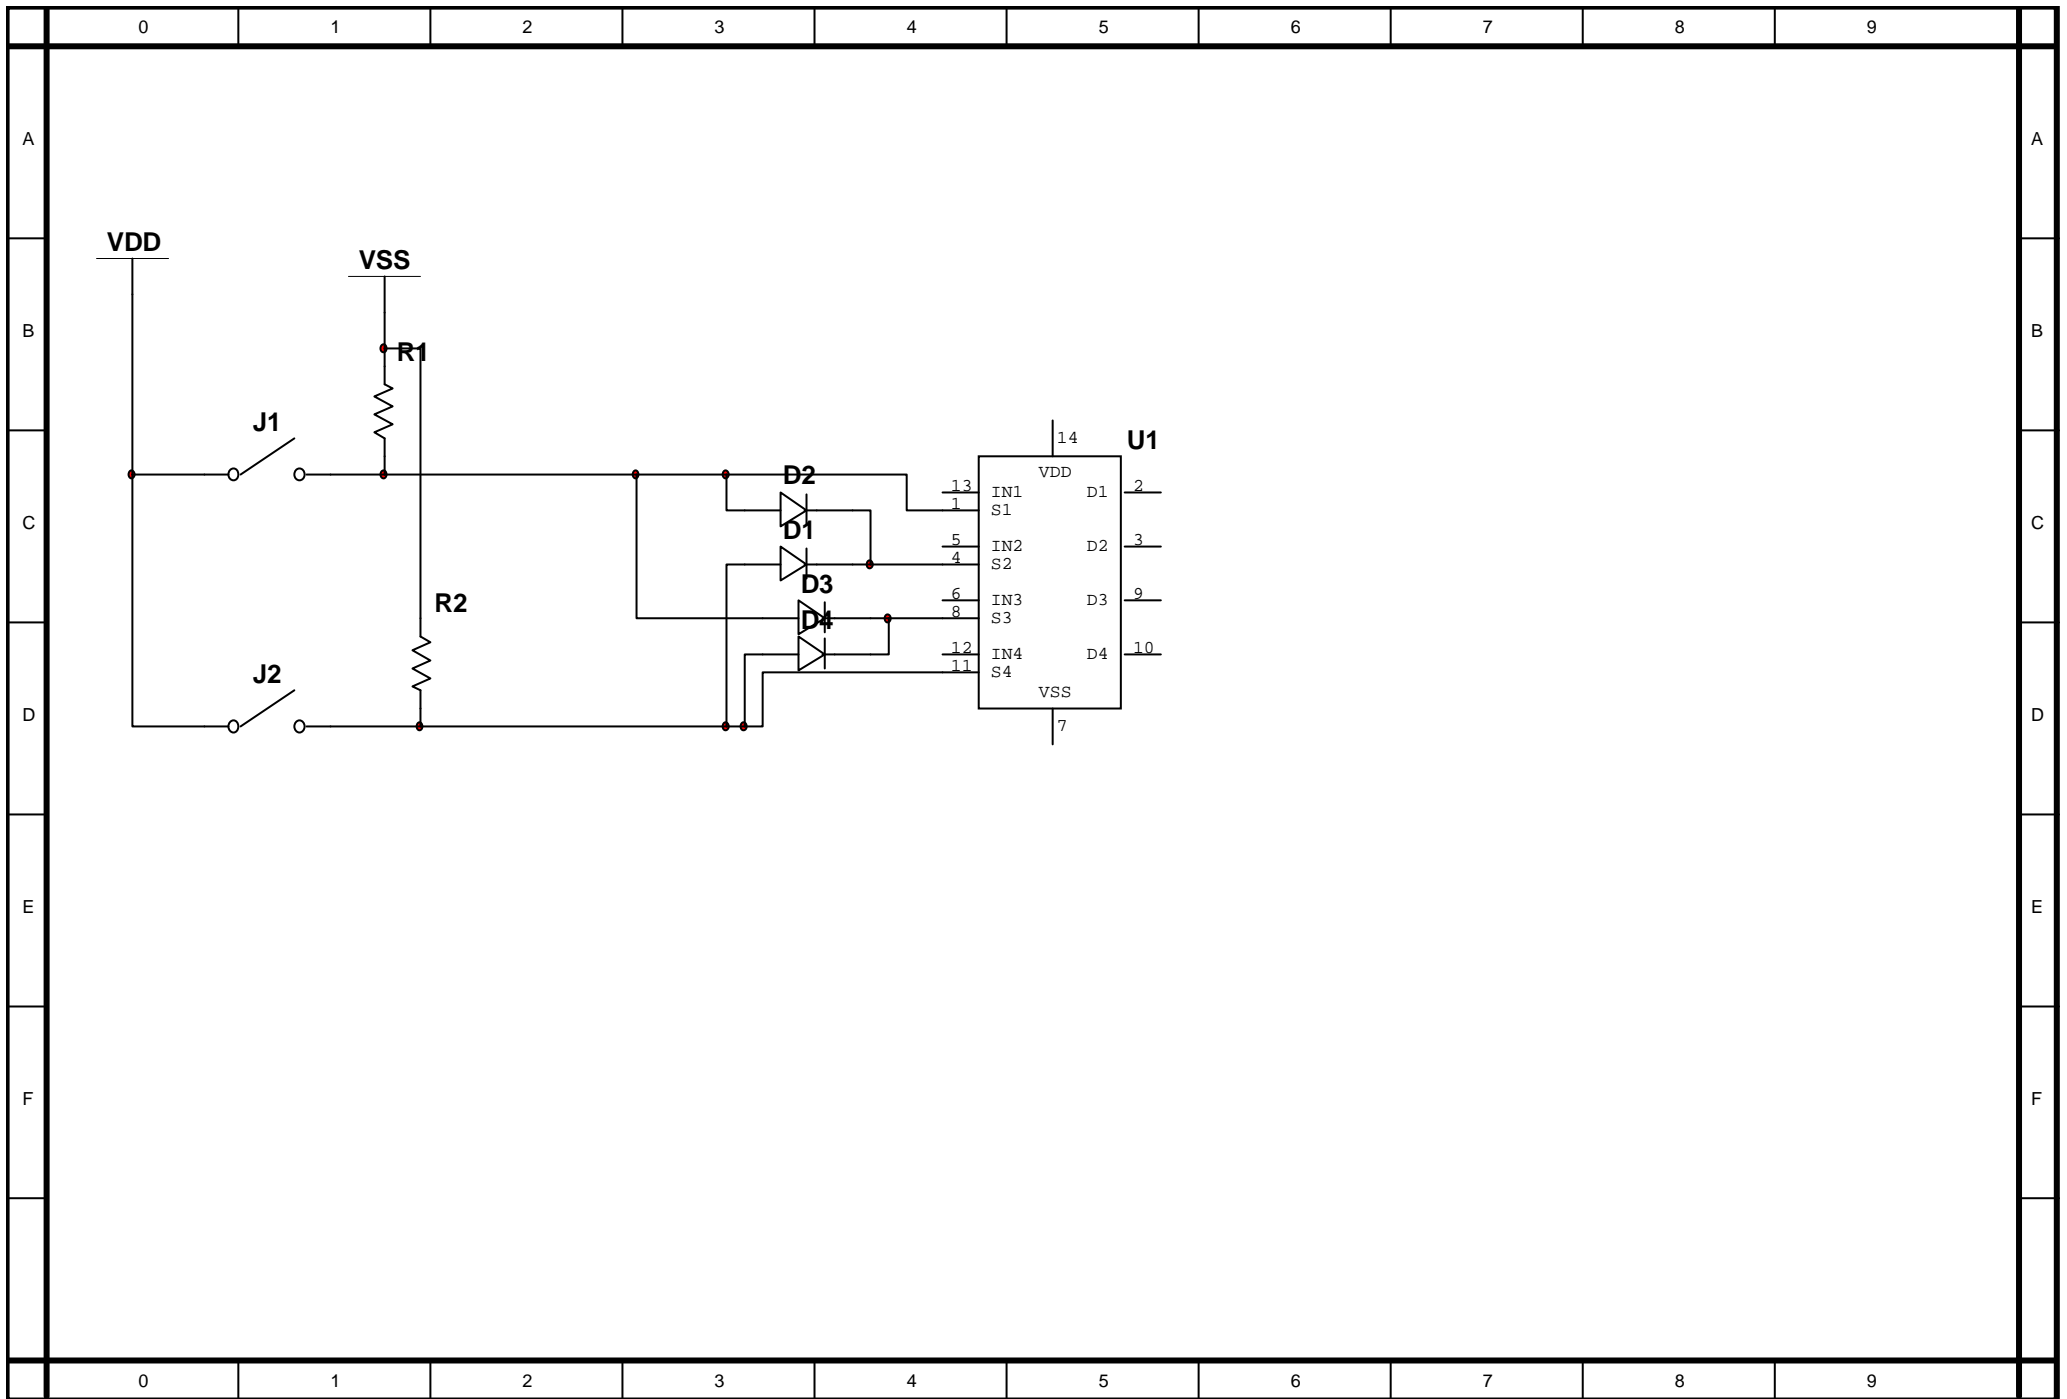 0 1 2 3 4 5 6 7 8 9
A A
VDD
VSS
B B
R1
J1
14 U1
D2 VDD
13 IN1 D1 2
1 S1
C C
D1
5 IN2 D2 3
4 S2
D3
R2 6 IN3 D3 9
D4 8 S3
12 IN4 D4 10
J2 11 S4
VSS
D D
7
E E
F F
0 1 2 3 4 5 6 7 8 9